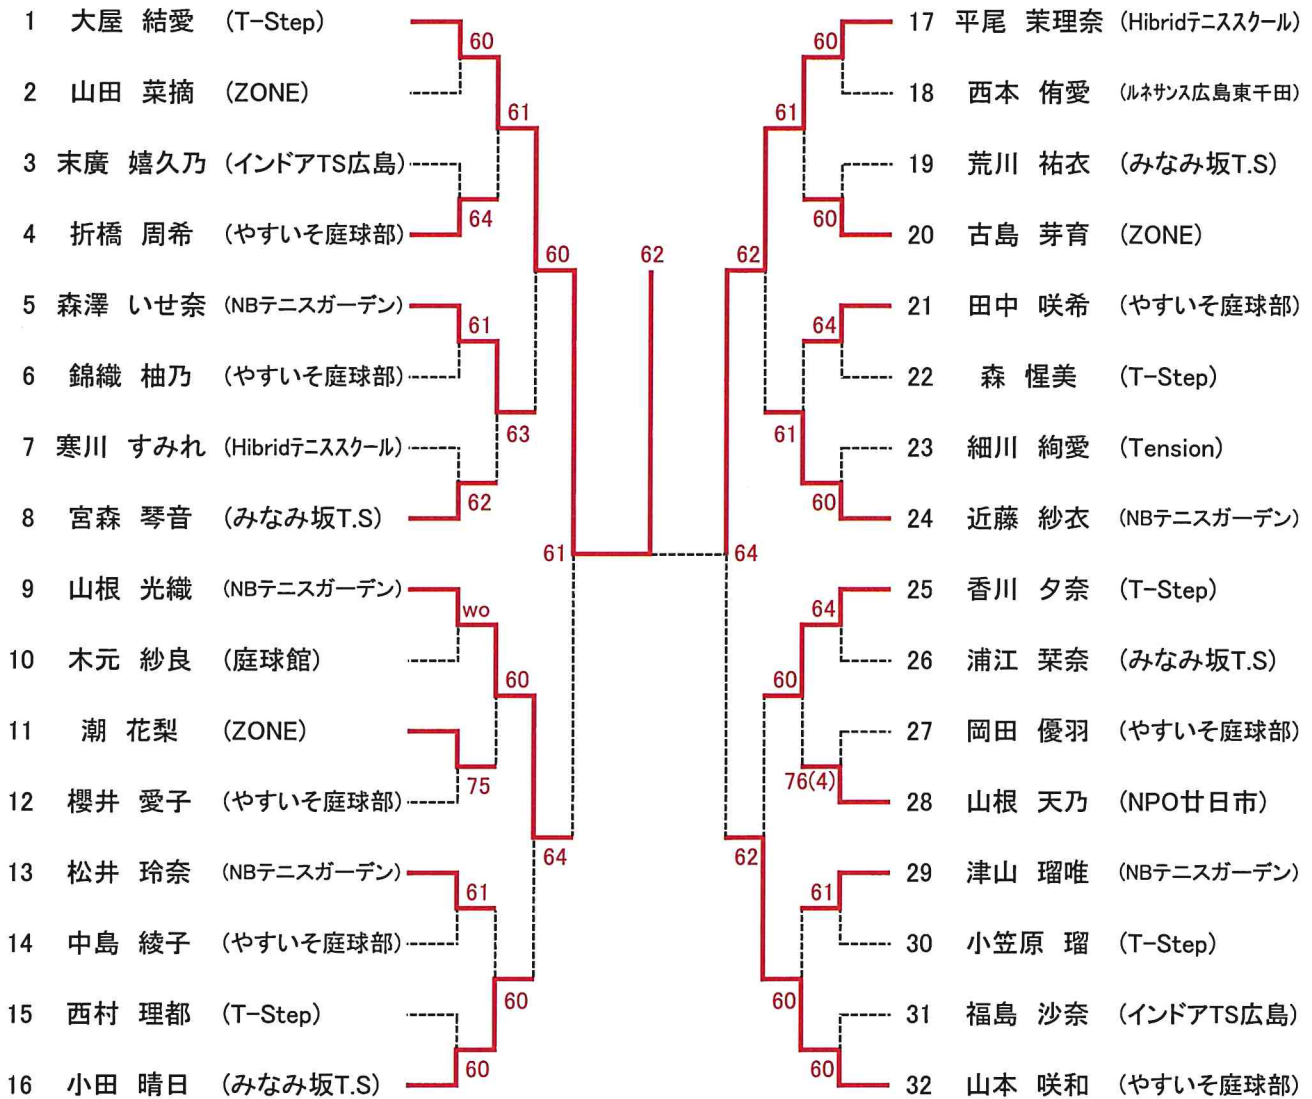 1 大屋 結愛 (T-Step)
2 山田 菜摘 (ZONE)
3 末廣 嬉久乃 (インドアTS広島)
4 折橋 周希 (やすいそ庭球部)
5 森澤 いせ奈 (NBテニスガーデン)
6 錦織 柚乃 (やすいそ庭球部)
7 寒川 すみれ (Hibridテニススクール)
8 宮森 琴音 (みなみ坂T.S)
9 山根 光織 (NBテニスガーデン)
10 木元 紗良 (庭球館)
11 潮 花梨 (ZONE)
12 櫻井 愛子 (やすいそ庭球部)
13 松井 玲奈 (NBテニスガーデン)
14 中島 綾子 (やすいそ庭球部)
15 西村 理都 (T-Step)
16 小田 晴日 (みなみ坂T.S)
60
64
61
62
wo
75
61
60
61
63
60
60
60
64
61
62
64
62
61
60
62
61
60
60
60
60
64
60
64
76(4)
61
60
17 平尾 茉理奈 (Hibridテニススクール)
18 西本 侑愛 (ルネサンス広島東千田)
19 荒川 祐衣 (みなみ坂T.S)
20 古島 芽育 (ZONE)
21 田中 咲希 (やすいそ庭球部)
22 森 惺美 (T-Step)
23 細川 絢愛 (Tension)
24 近藤 紗衣 (NBテニスガーデン)
25 香川 夕奈 (T-Step)
26 浦江 栞奈 (みなみ坂T.S)
27 岡田 優羽 (やすいそ庭球部)
28 山根 天乃 (NPO廿日市)
29 津山 瑠唯 (NBテニスガーデン)
30 小笠原 瑠 (T-Step)
31 福島 沙奈 (インドアTS広島)
32 山本 咲和 (やすいそ庭球部)